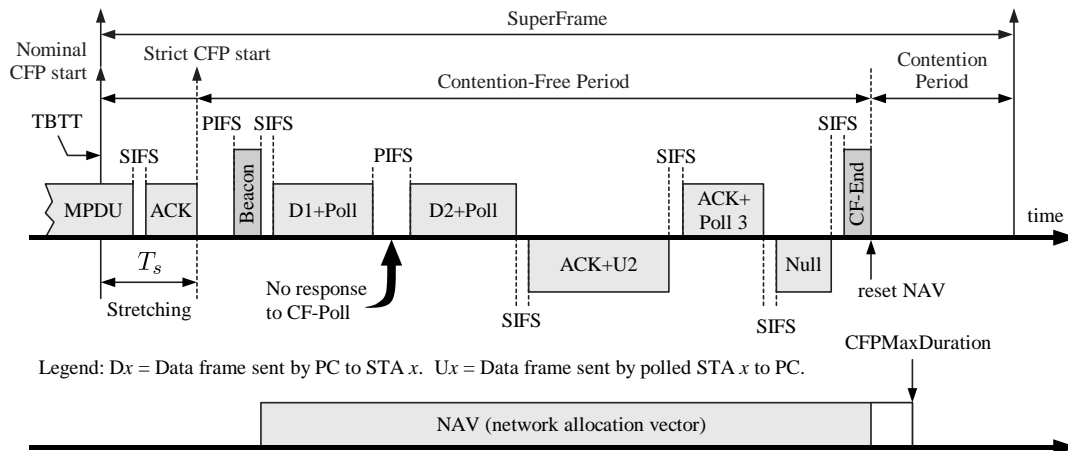 SuperFrame
Nominal
CFP start
Strict CFP start
Contention-Free Period
Contention
Period
TBTT
SIFS
PIFS
SIFS
PIFS
SIFS
SIFS
MPDU
ACK
Beacon
D1+Poll
D2+Poll
ACK+
Poll 3
CF-End
time
T_s
Stretching
No response
to CF-Poll
ACK+U2
Null
SIFS
SIFS
reset NAV
CFPMaxDuration
Legend: Dx = Data frame sent by PC to STA x. Ux = Data frame sent by polled STA x to PC.
NAV (network allocation vector)